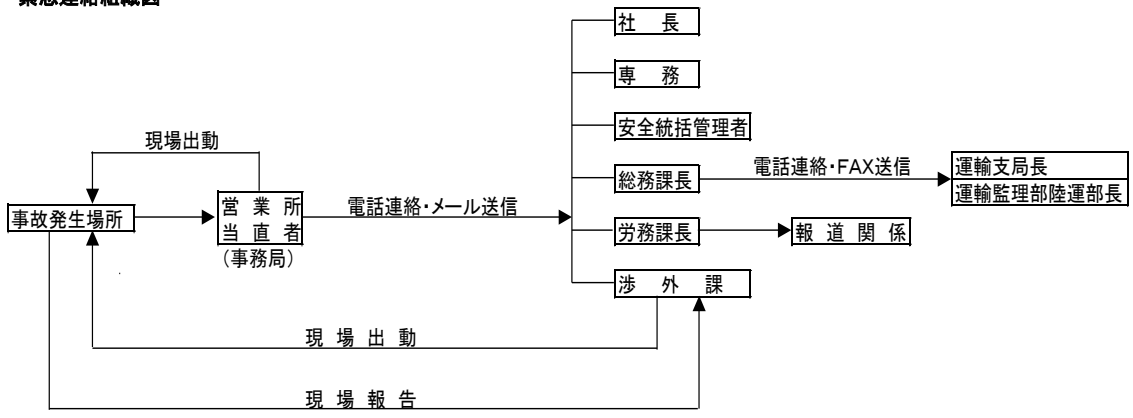 緊急連絡組織図
社長
専務
安全統括管理者
現場出動
電話連絡・FAX送信
運輸支局長
総務課長
運輸監理部陸運部長
営業所
電話連絡・メール送信
事故発生場所
当直者
労務課長
報道関係
(事務局)
渉外課
現場出動
現場報告